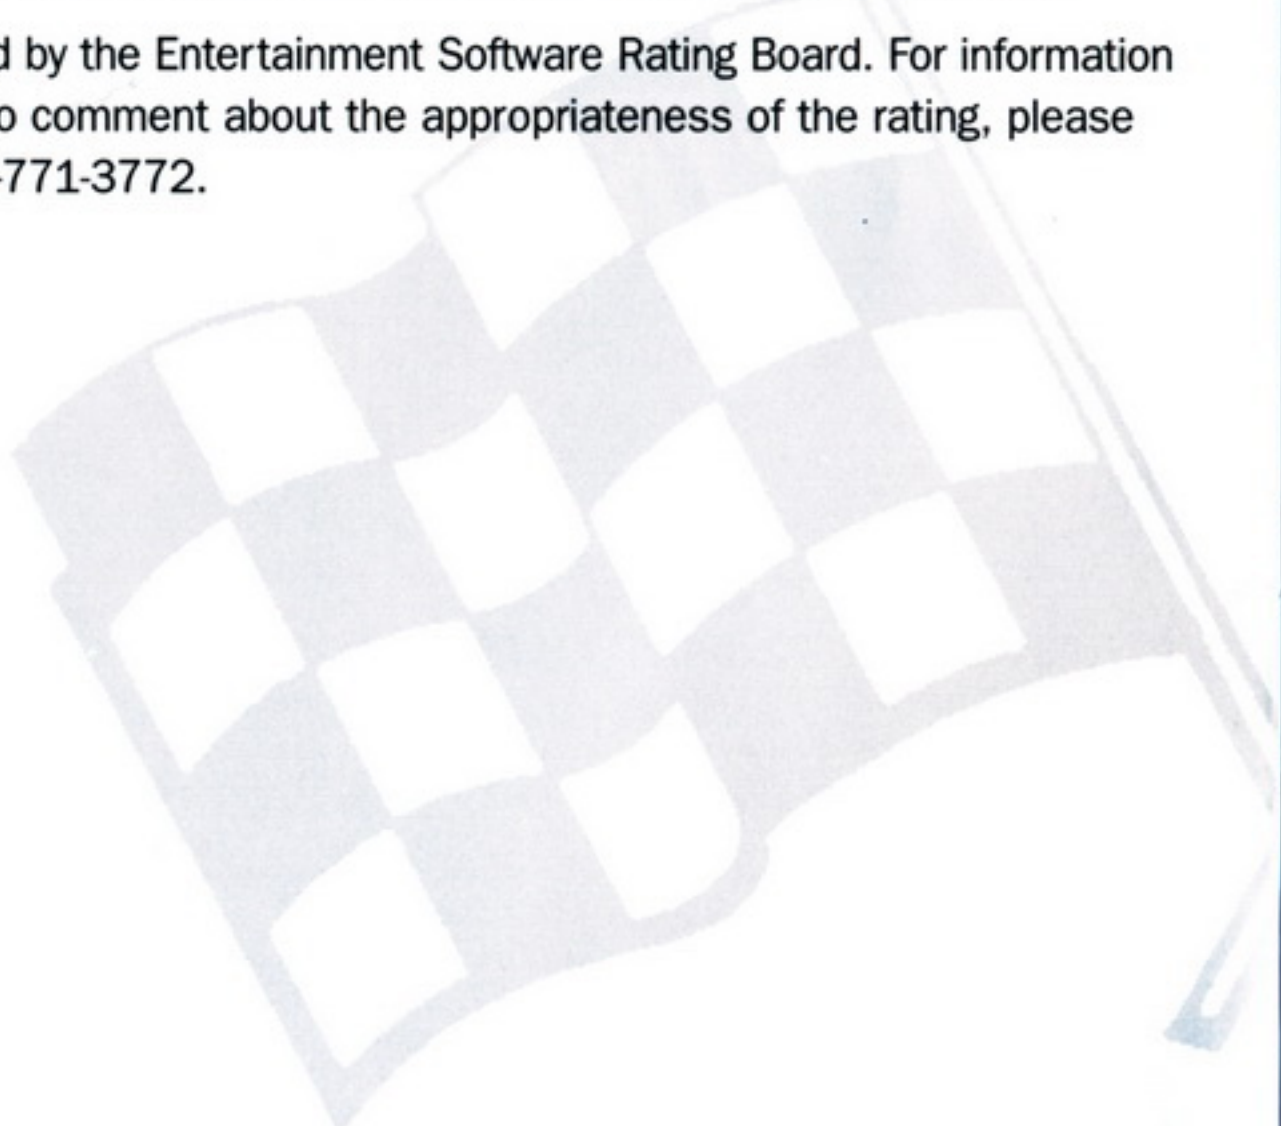 d by the Entertainment Software Rating Board. For information
o comment about the appropriateness of the rating, please
-771-3772.